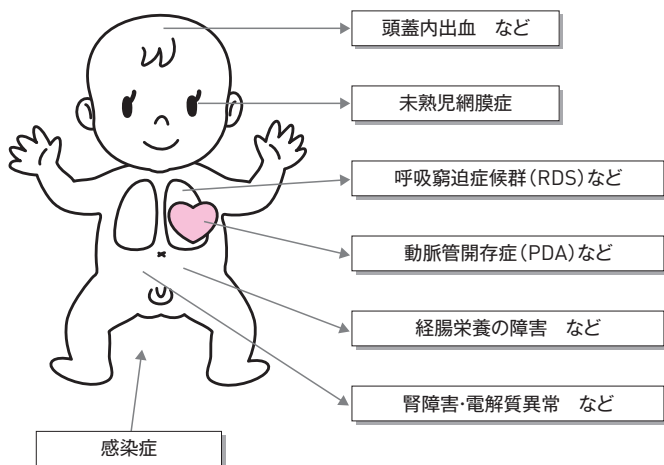 頭蓋内出血　など
未熟児網膜症
呼吸窮迫症候群(RDS)など
動脈管開存症(PDA)など
経腸栄養の障害　など
腎障害・電解質異常　など
感染症